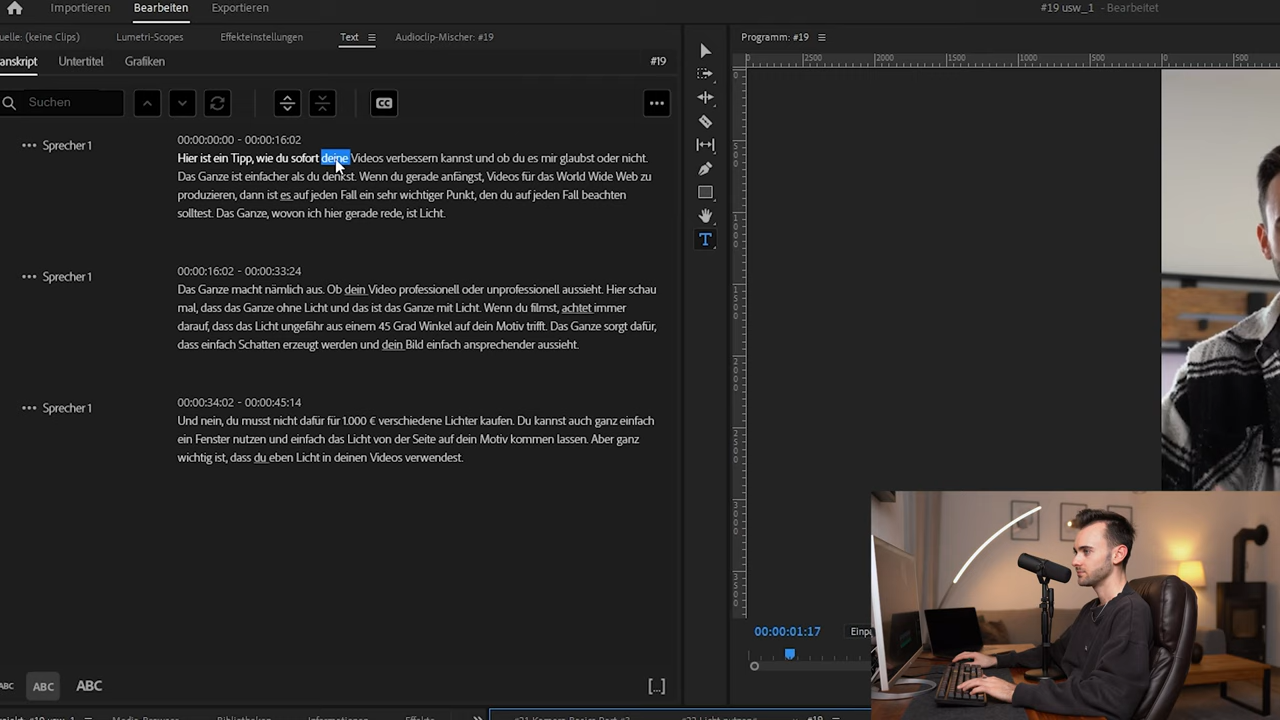 Importieren
Bearbeiten
Exportieren
#19 usw_1 - Bearbeitet
uelle: (keine Clips)
Lumetri-Scopes
Effekteinstellungen
Text
Audioclip-Mischer: #19
Programm: #19
anskript
Untertitel
Grafiken
#19
Suchen
CC
2500
2000
1500
1000
500
0
500
Sprecher 1
00:00:00:00 - 00:00:16:02
Hier ist ein Tipp, wie du sofort deine Videos verbessern kannst und ob du es mir glaubst oder nicht.
Das Ganze ist einfacher als du denkst. Wenn du gerade anfängst, Videos für das World Wide Web zu
produzieren, dann ist es auf jeden Fall ein sehr wichtiger Punkt, den du auf jeden Fall beachten
solltest. Das Ganze, wovon ich hier gerade rede, ist Licht.
Sprecher 1
00:00:16:02 - 00:00:33:24
Das Ganze macht nämlich aus. Ob dein Video professionell oder unprofessionell aussieht. Hier schau
mal, dass das Ganze ohne Licht und das ist das Ganze mit Licht. Wenn du filmst, achtet immer
darauf, dass das Licht ungefähr aus einem 45 Grad Winkel auf dein Motiv trifft. Das Ganze sorgt dafür,
dass einfach Schatten erzeugt werden und dein Bild einfach ansprechender aussieht.
Sprecher 1
00:00:34:02 - 00:00:45:14
Und nein, du musst nicht dafür für 1.000 € verschiedene Lichter kaufen. Du kannst auch ganz einfach
ein Fenster nutzen und einfach das Licht von der Seite auf dein Motiv kommen lassen. Aber ganz
wichtig ist, dass du eben Licht in deinen Videos verwendest.
00:00:01:17
Einpa
ABC
ABC
ABC
[...]